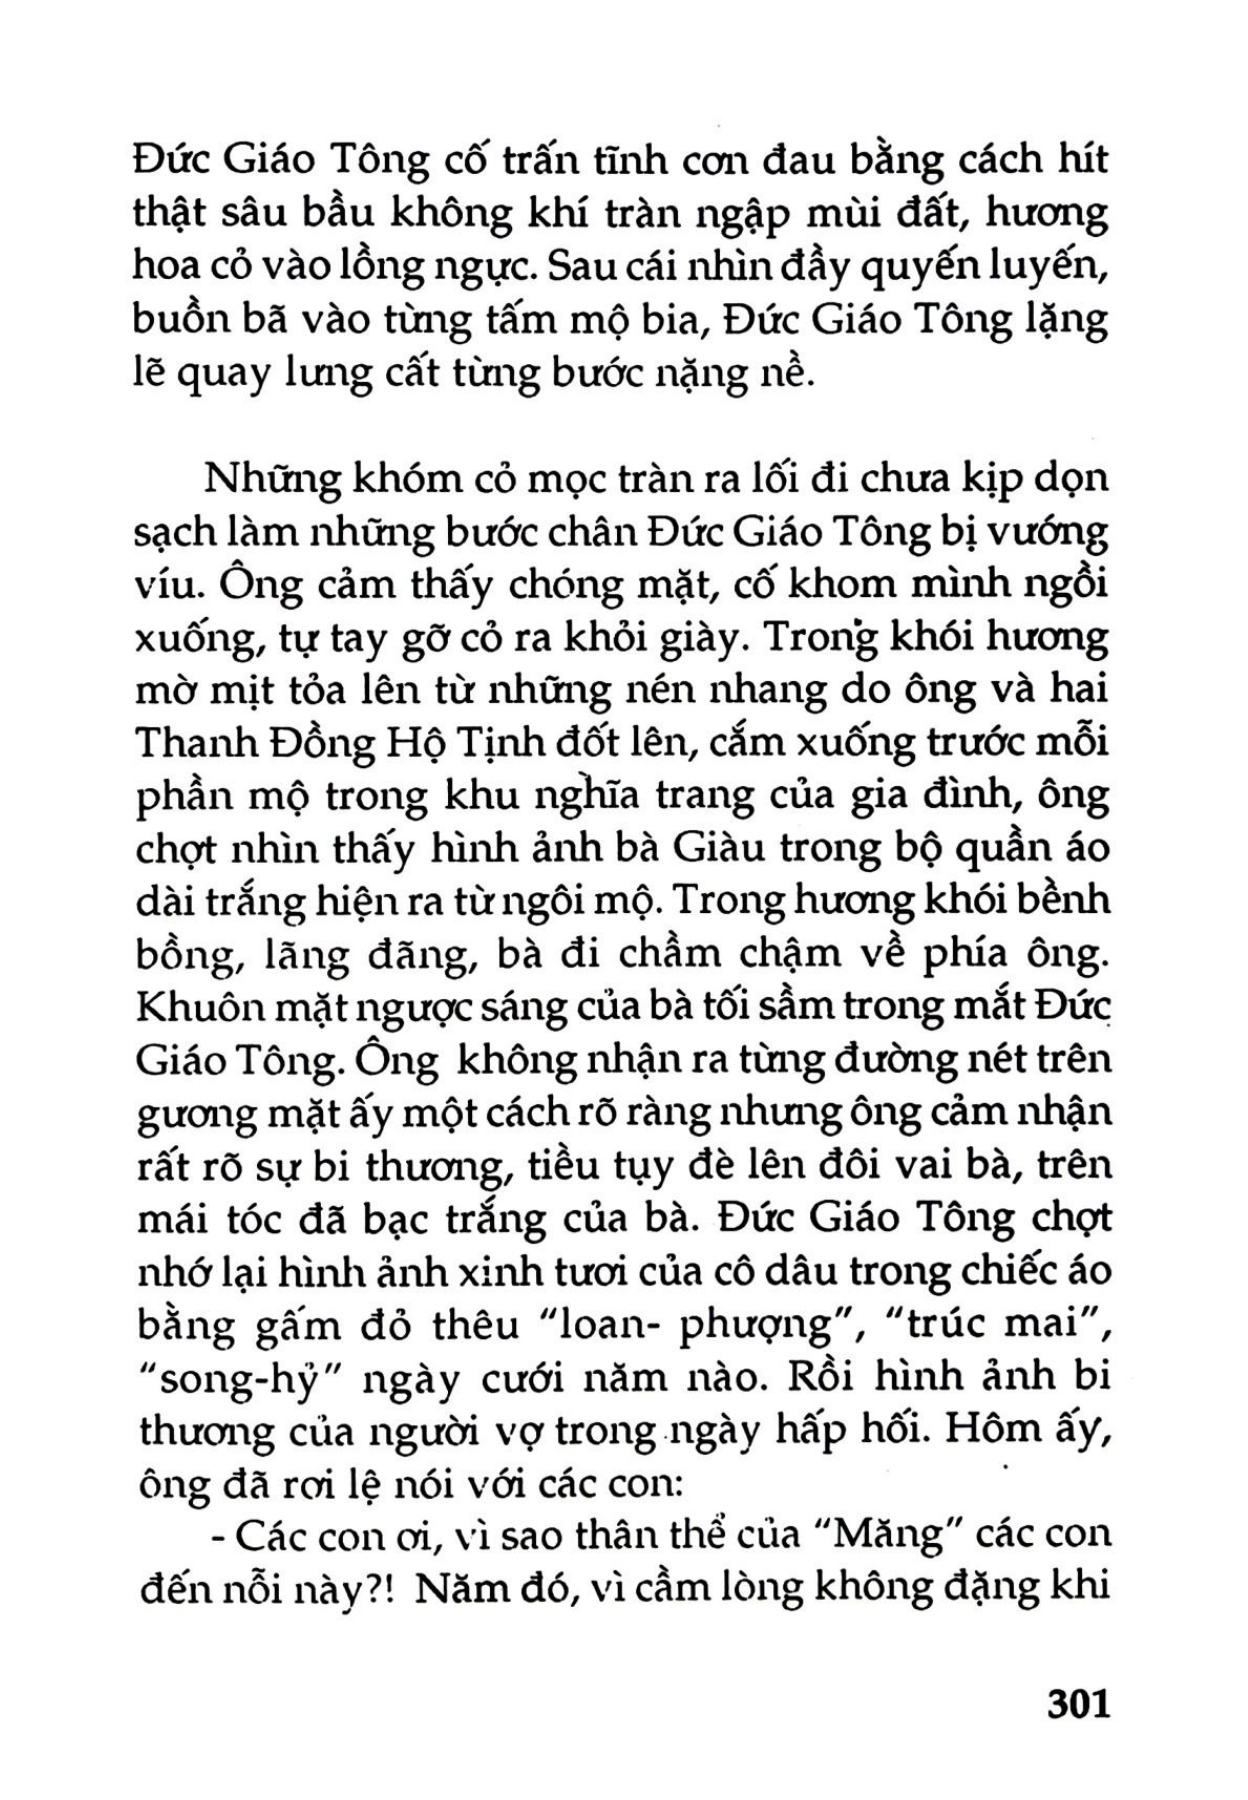 Đức Giáo Tông cố trấn tĩnh cơn đau bằng cách hít
thật sâu bầu không khí tràn ngập mùi đất, hương
hoa cỏ vào lồng ngực. Sau cái nhìn đầy quyến luyến,
buồn bã vào từng tấm mộ bia, Đức Giáo Tông lặng
lẽ quay lưng cất từng bước nặng nề.
Những khóm cỏ mọc tràn ra lối đi chưa kịp dọn
sạch làm những bước chân Đức Giáo Tông bị vướng
víu. Ông cảm thấy chóng mặt, cố khom mình ngồi
xuống, tự tay gỡ cỏ ra khỏi giày. Trong khói hương
mờ mịt tỏa lên từ những nén nhang do ông và hai
Thanh Đồng Hộ Tịnh đốt lên, cắm xuống trước mỗi
phần mộ trong khu nghĩa trang của gia đình, ông
chợt nhìn thấy hình ảnh bà Giàu trong bộ quần áo
dài trắng hiện ra từ ngôi mộ. Trong hương khói bềnh
bồng, lãng đãng, bà đi chầm chậm về phía ông.
Khuôn mặt ngược sáng của bà tối sầm trong mắt Đức
Giáo Tông. Ông không nhận ra từng đường nét trên
gương mặt ấy một cách rõ ràng nhưng ông cảm nhận
rất rõ sự bi thương, tiều tụy đè lên đôi vai bà, trên
mái tóc đã bạc trắng của bà. Đức Giáo Tông chợt
nhớ lại hình ảnh xinh tươi của cô dâu trong chiếc áo
bằng gấm đỏ thêu "loan- phượng", "trúc mai",
"song-hỷ" ngày cưới năm nào. Rồi hình ảnh bi
thương của người vợ trong ngày hấp hối. Hôm ấy,
ông đã rơi lệ nói với các con:
- Các con ơi, vì sao thân thể của "Măng" các con
đến nỗi này?! Năm đó, vì cầm lòng không đặng khi
301